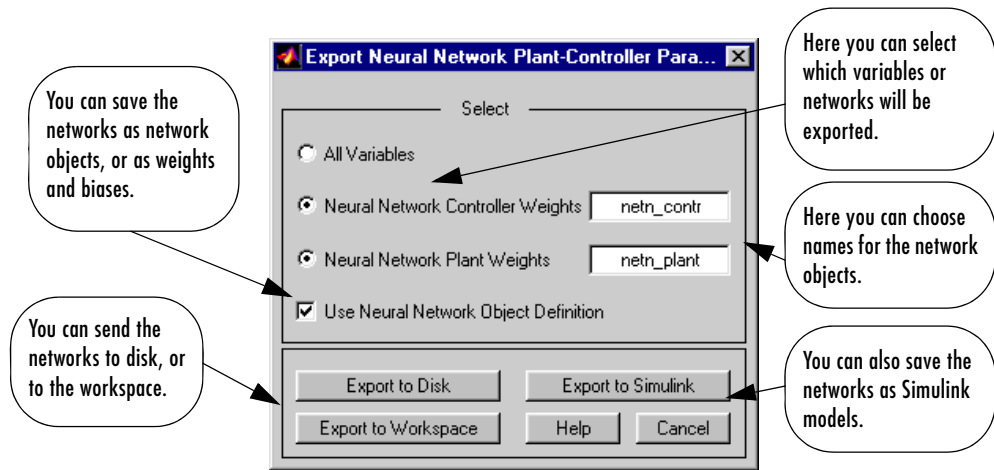 Export Neural Network Plant-Controller Para...
Select
All Variables
Neural Network Controller Weights
netn_contr
Neural Network Plant Weights
netn_plant
Use Neural Network Object Definition
Export to Disk
Export to Simulink
Export to Workspace
Help
Cancel
You can save the
networks as network
objects, or as weights
and biases.
You can send the
networks to disk, or
to the workspace.
Here you can select
which variables or
networks will be
exported.
Here you can choose
names for the network
objects.
You can also save the
networks as Simulink
models.